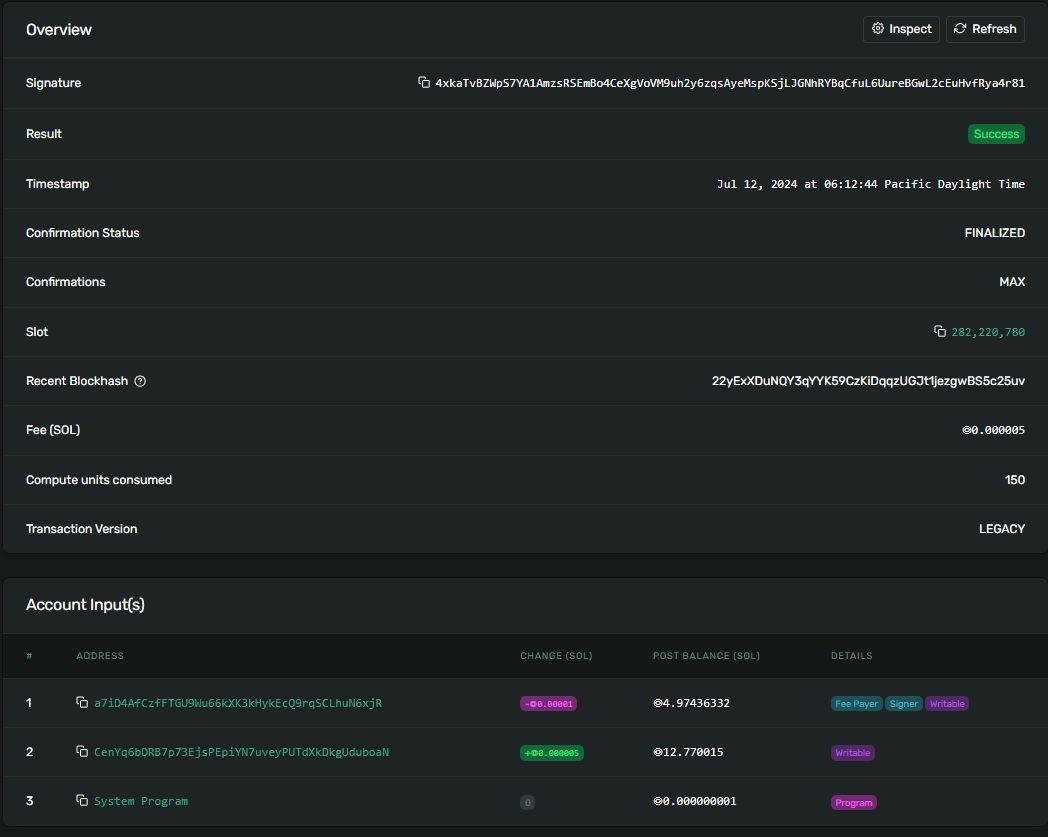 Overview
Inspect
Refresh
Signature
4xkaTvBZWpS7YA1AmzsRSEmBo4CeXgVoVM9uh2y6zqsAyeMspKSjLJGNhRYBqCfuL6UureBGwL2cEuHvfRya4r81
Result
Success
Timestamp
Jul 12, 2024 at 06:12:44 Pacific Daylight Time
Confirmation Status
FINALIZED
Confirmations
MAX
Slot
282,220,780
Recent Blockhash
22yExXDuNQY3qYYK59CzKiDqqzUGJt1jezgwBS5c25uv
Fee (SOL)
◎0.000005
Compute units consumed
150
Transaction Version
LEGACY
Account Input(s)
# ADDRESS CHANGE (SOL) POST BALANCE (SOL) DETAILS
1 a7iD4AfCzfFTGU9Wu66kXK3kHykEcQ9rqSCLhuN6xjR -◎0.00001 ◎4.97436332 Fee Payer Signer Writable
2 CenYq6bDRB7p73EjsPEpiYN7uveyPUTdXkDkgUduboaN +◎0.000005 ◎12.770015 Writable
3 System Program 0 ◎0.000000001 Program